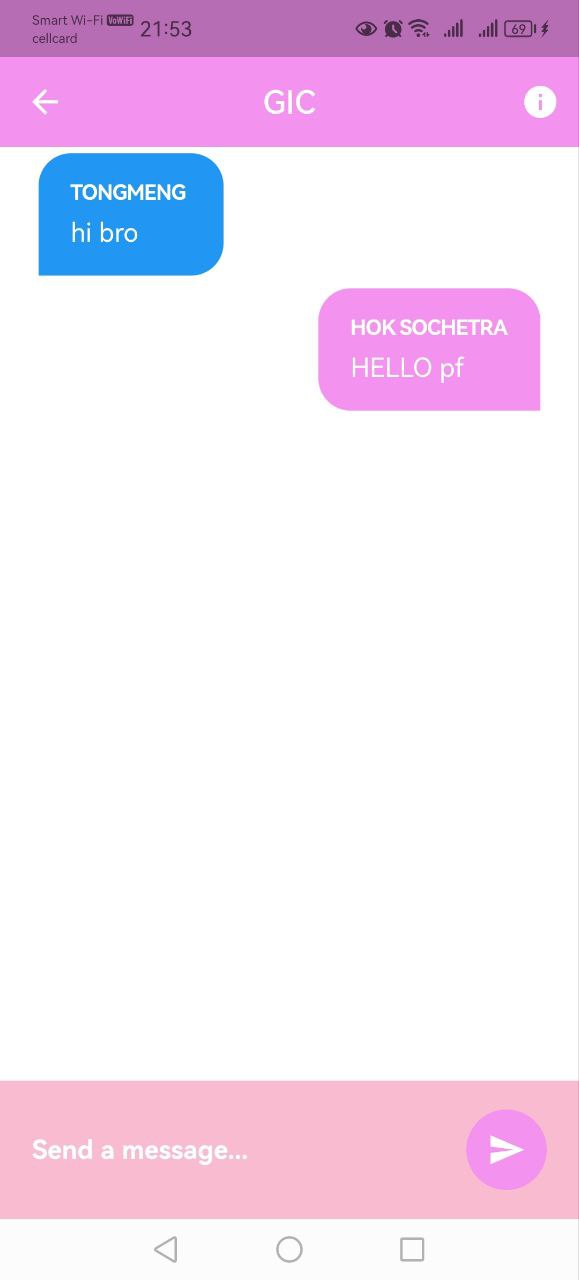 Smart Wi-Fi VoWiFi
cellcard
21:53
69
GIC
TONGMENG
hi bro
HOK SOCHETRA
HELLO pf
Send a message...